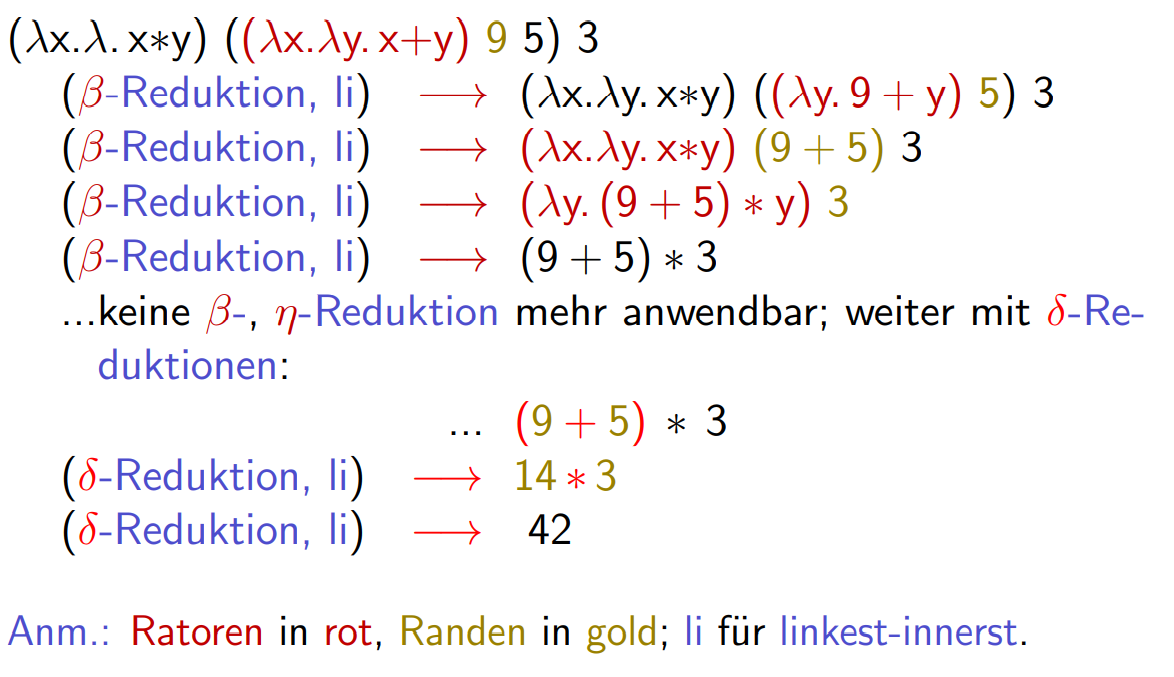 (λx.λ. x∗y) ((λx.λy. x+y) 9 5) 3
(β-Reduktion, li) ⟶ (λx.λy. x∗y) ((λy. 9 + y) 5) 3
(β-Reduktion, li) ⟶ (λx.λy. x∗y) (9 + 5) 3
(β-Reduktion, li) ⟶ (λy. (9 + 5) ∗ y) 3
(β-Reduktion, li) ⟶ (9 + 5) ∗ 3
...keine β-, η-Reduktion mehr anwendbar; weiter mit δ-Re-
duktionen:
... (9 + 5) ∗ 3
(δ-Reduktion, li) ⟶ 14 ∗ 3
(δ-Reduktion, li) ⟶ 42
Anm.: Ratoren in rot, Randen in gold; li für linkest-innerst.